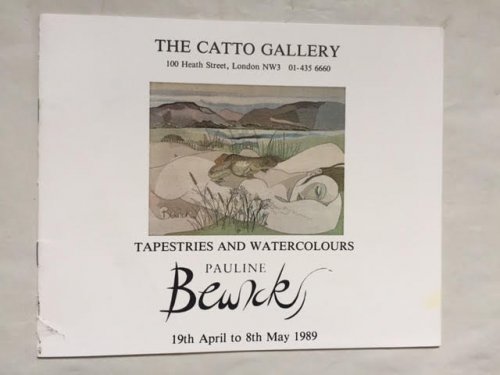 THE CATTO GALLERY
100 Heath Street, London NW3 01-435 6660
TAPESTRIES AND WATERCOLOURS
PAULINE
Bewick
19th April to 8th May 1989